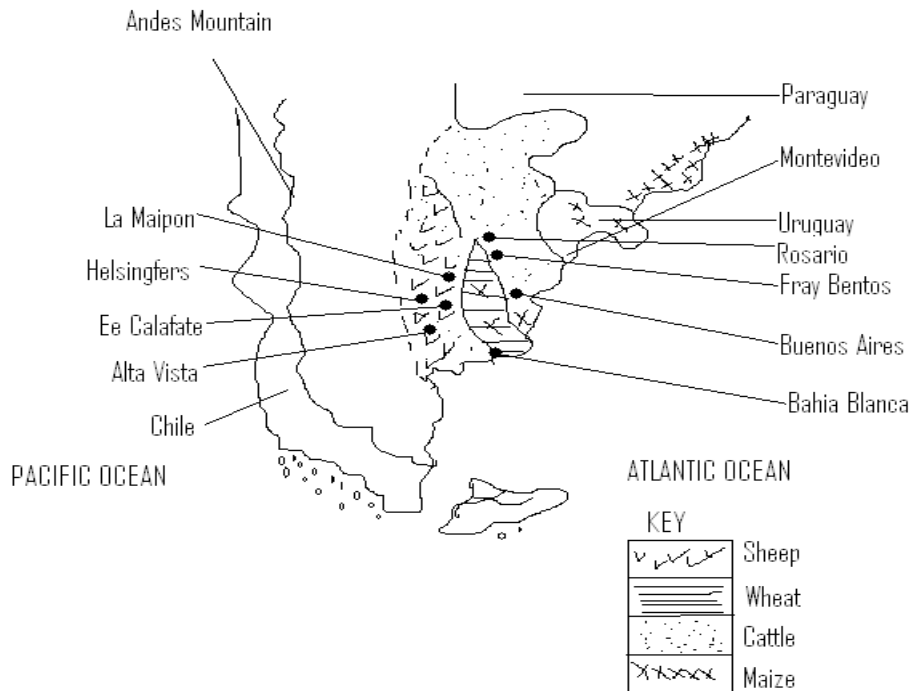 Andes Mountain
Paraguay
Montevideo
La Maipon
Uruguay
Rosario
Helsingfers
Fray Bentos
Ee Calafate
Buenos Aires
Alta Vista
Bahia Blanca
Chile
PACIFIC OCEAN
ATLANTIC OCEAN
KEY
Sheep
Wheat
Cattle
Maize